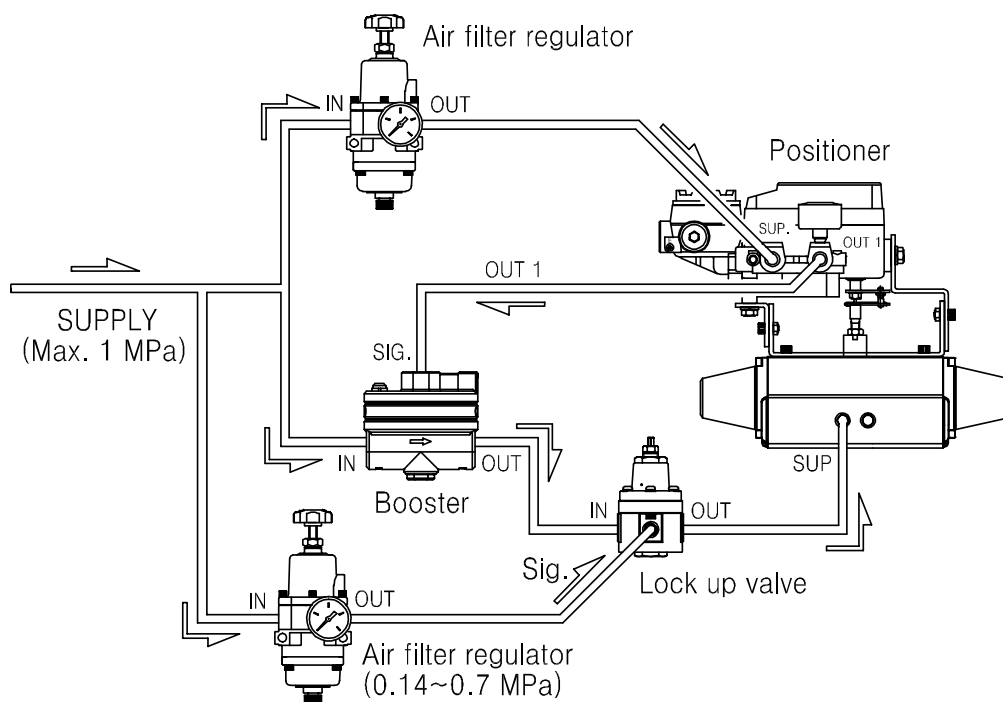 Air filter regulator
IN
OUT
Positioner
SUP.
OUT 1
OUT 1
SUPPLY
(Max. 1 MPa)
SIG.
IN
OUT
Booster
SUP
IN
OUT
Sig.
Lock up valve
IN
OUT
Air filter regulator
(0.14~0.7 MPa)